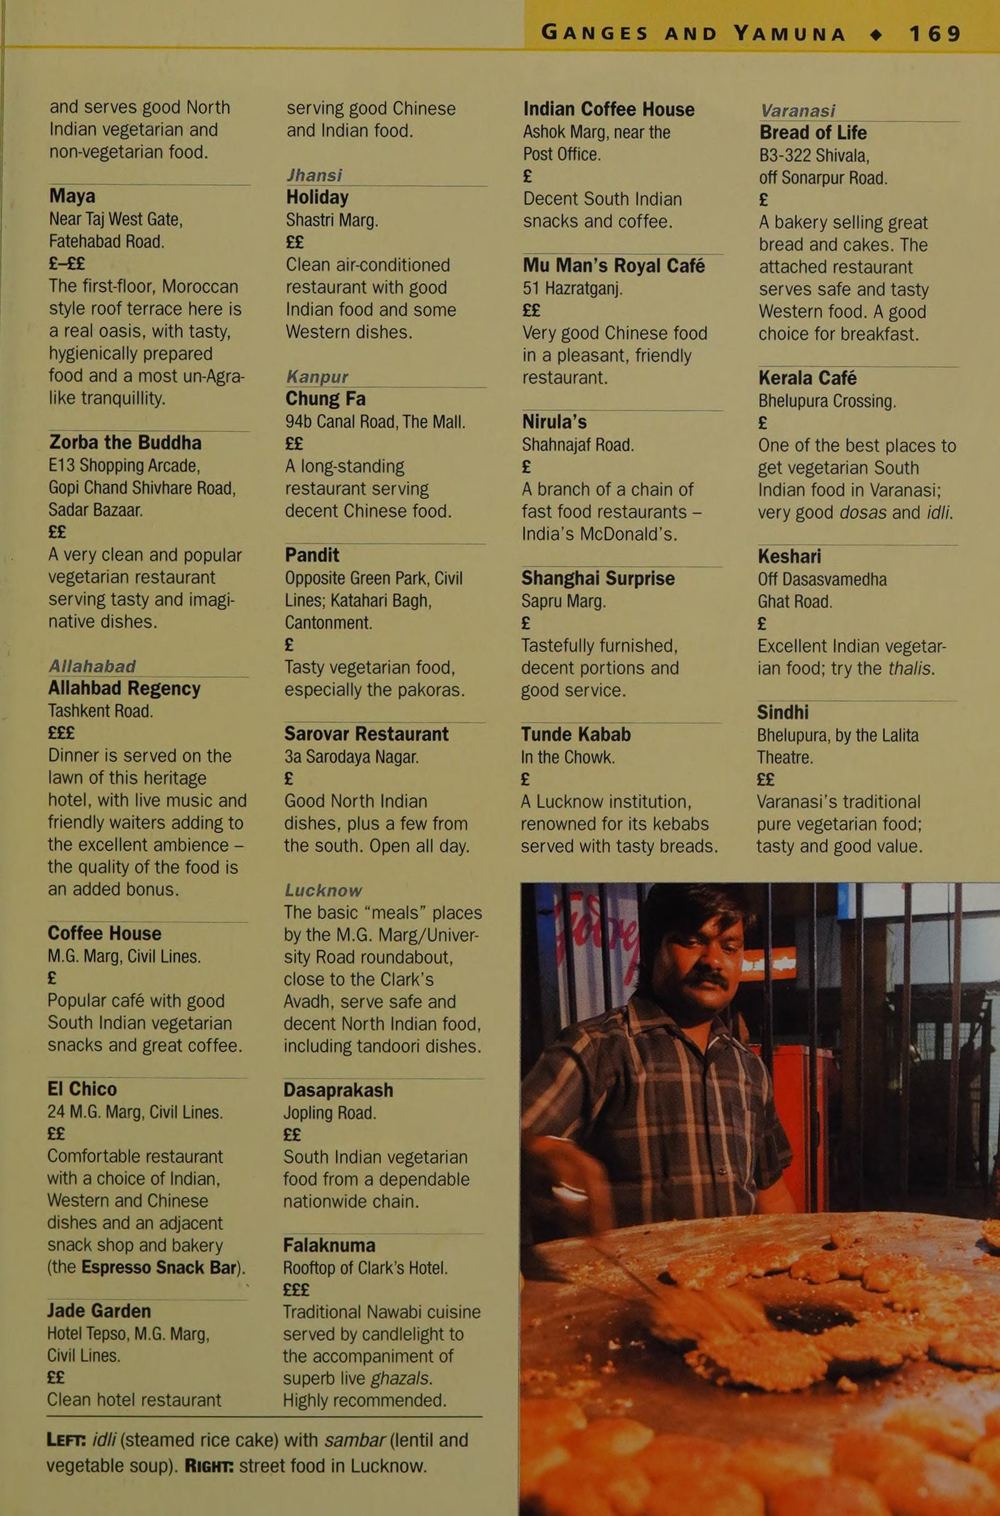 GANGES AND YAMUNA ◆ 169
and serves good North
Indian vegetarian and
non-vegetarian food.
Maya
Near Taj West Gate,
Fatehabad Road.
£–££
The first-floor, Moroccan
style roof terrace here is
a real oasis, with tasty,
hygienically prepared
food and a most un-Agra-
like tranquillity.
Zorba the Buddha
E13 Shopping Arcade,
Gopi Chand Shivhare Road,
Sadar Bazaar.
££
A very clean and popular
vegetarian restaurant
serving tasty and imagi-
native dishes.
Allahabad
Allahbad Regency
Tashkent Road.
£££
Dinner is served on the
lawn of this heritage
hotel, with live music and
friendly waiters adding to
the excellent ambience –
the quality of the food is
an added bonus.
Coffee House
M.G. Marg, Civil Lines.
£
Popular café with good
South Indian vegetarian
snacks and great coffee.
El Chico
24 M.G. Marg, Civil Lines.
££
Comfortable restaurant
with a choice of Indian,
Western and Chinese
dishes and an adjacent
snack shop and bakery
(the Espresso Snack Bar).
Jade Garden
Hotel Tepso, M.G. Marg,
Civil Lines.
££
Clean hotel restaurant
serving good Chinese
and Indian food.
Jhansi
Holiday
Shastri Marg.
££
Clean air-conditioned
restaurant with good
Indian food and some
Western dishes.
Kanpur
Chung Fa
94b Canal Road, The Mall.
££
A long-standing
restaurant serving
decent Chinese food.
Pandit
Opposite Green Park, Civil
Lines; Katahari Bagh,
Cantonment.
£
Tasty vegetarian food,
especially the pakoras.
Sarovar Restaurant
3a Sarodaya Nagar.
£
Good North Indian
dishes, plus a few from
the south. Open all day.
Lucknow
The basic “meals” places
by the M.G. Marg/Univer-
sity Road roundabout,
close to the Clark's
Avadh, serve safe and
decent North Indian food,
including tandoori dishes.
Dasaprakash
Jopling Road.
££
South Indian vegetarian
food from a dependable
nationwide chain.
Falaknuma
Rooftop of Clark's Hotel.
£££
Traditional Nawabi cuisine
served by candlelight to
the accompaniment of
superb live ghazals.
Highly recommended.
Indian Coffee House
Ashok Marg, near the
Post Office.
£
Decent South Indian
snacks and coffee.
Mu Man's Royal Café
51 Hazratganj.
££
Very good Chinese food
in a pleasant, friendly
restaurant.
Nirula's
Shahnajaf Road.
£
A branch of a chain of
fast food restaurants –
India's McDonald's.
Shanghai Surprise
Sapru Marg.
£
Tastefully furnished,
decent portions and
good service.
Tunde Kabab
In the Chowk.
£
A Lucknow institution,
renowned for its kebabs
served with tasty breads.
Varanasi
Bread of Life
B3-322 Shivala,
off Sonarpur Road.
£
A bakery selling great
bread and cakes. The
attached restaurant
serves safe and tasty
Western food. A good
choice for breakfast.
Kerala Café
Bhelupura Crossing.
£
One of the best places to
get vegetarian South
Indian food in Varanasi;
very good dosas and idli.
Keshari
Off Dasasvamedha
Ghat Road.
£
Excellent Indian vegetar-
ian food; try the thalis.
Sindhi
Bhelupura, by the Lalita
Theatre.
££
Varanasi's traditional
pure vegetarian food;
tasty and good value.
LEFT: idli (steamed rice cake) with sambar (lentil and
vegetable soup). RIGHT: street food in Lucknow.